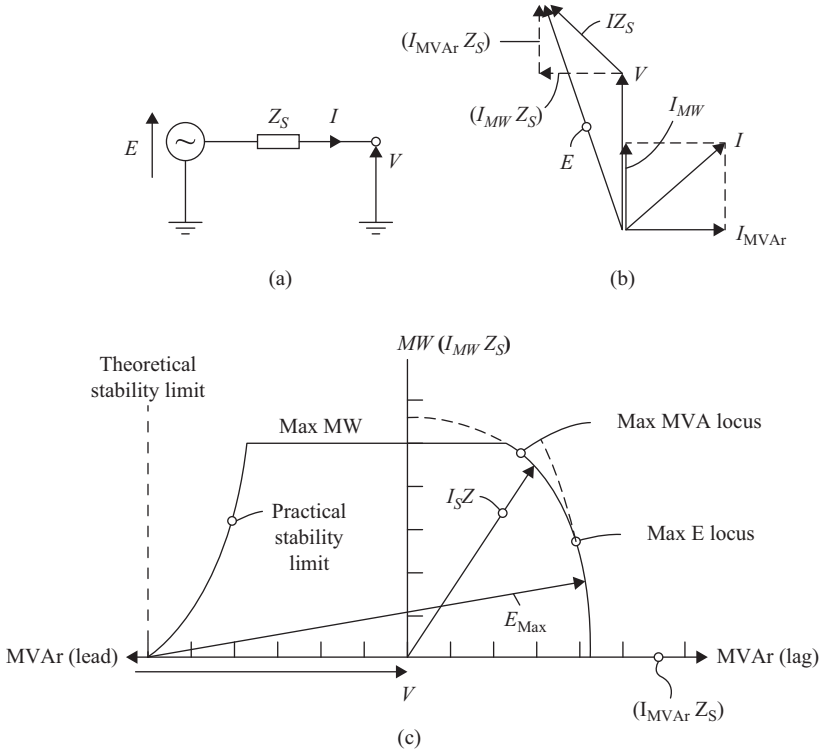 (I_MVAr Z_S)
IZ_S
V
(I_MW Z_S)
I_MW
E
I
I_MVAr
E
~
Z_S
I
V
(a)
(b)
Theoretical
stability limit
MW (I_MW Z_S)
Max MW
Max MVA locus
I_S Z
Practical
stability
limit
Max E locus
E_Max
MVAr (lead)
MVAr (lag)
V
(I_MVAr Z_S)
(c)